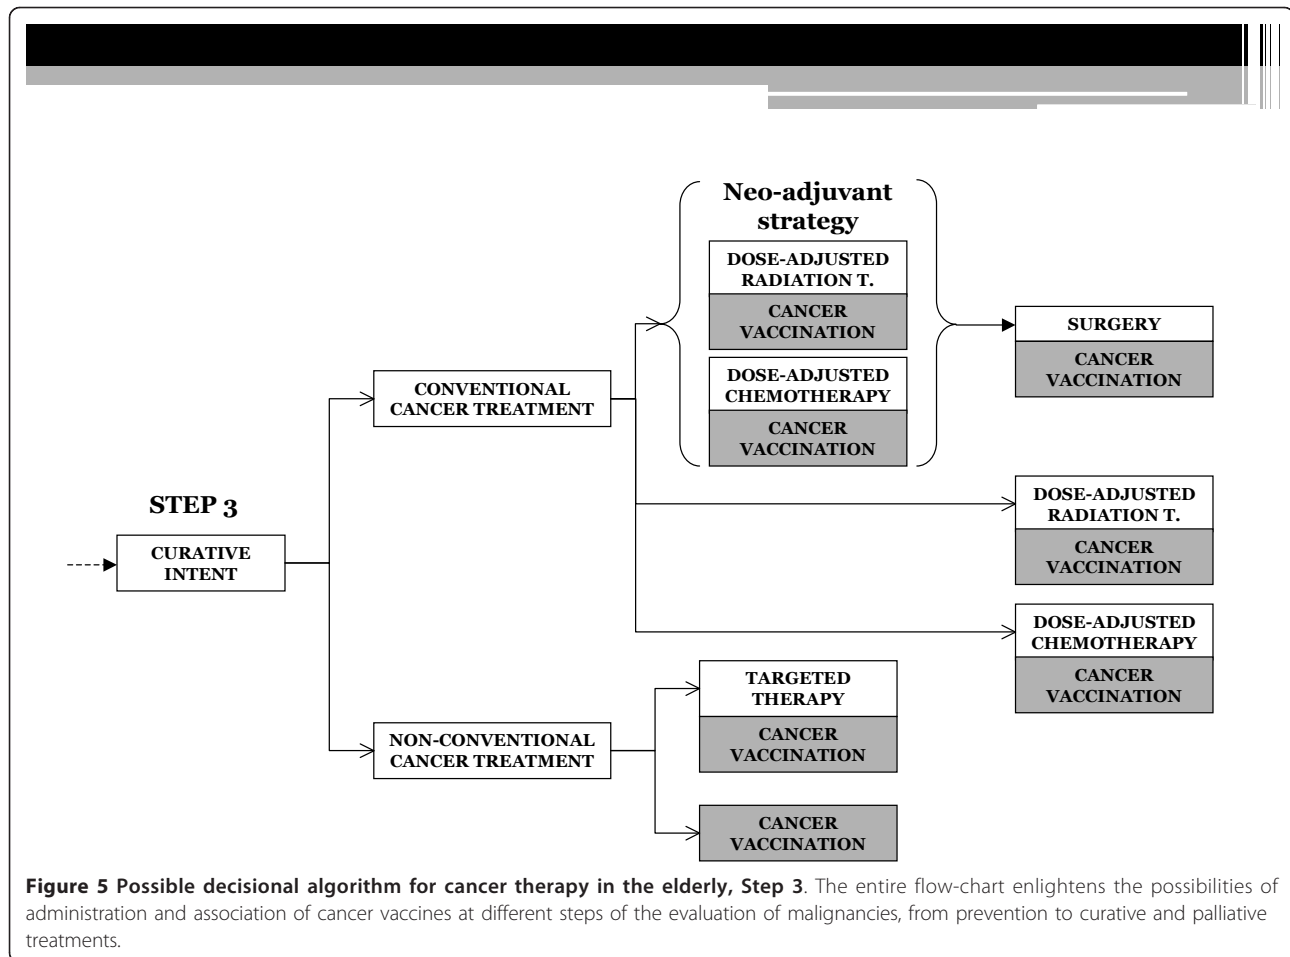 Neo-adjuvant
strategy
DOSE-ADJUSTED
RADIATION T.
CANCER
VACCINATION
DOSE-ADJUSTED
CHEMOTHERAPY
CANCER
VACCINATION
SURGERY
CANCER
VACCINATION
CONVENTIONAL
CANCER TREATMENT
STEP 3
CURATIVE
INTENT
DOSE-ADJUSTED
RADIATION T.
CANCER
VACCINATION
DOSE-ADJUSTED
CHEMOTHERAPY
CANCER
VACCINATION
NON-CONVENTIONAL
CANCER TREATMENT
TARGETED
THERAPY
CANCER
VACCINATION
CANCER
VACCINATION
Figure 5 Possible decisional algorithm for cancer therapy in the elderly, Step 3. The entire flow-chart enlightens the possibilities of
administration and association of cancer vaccines at different steps of the evaluation of malignancies, from prevention to curative and palliative
treatments.